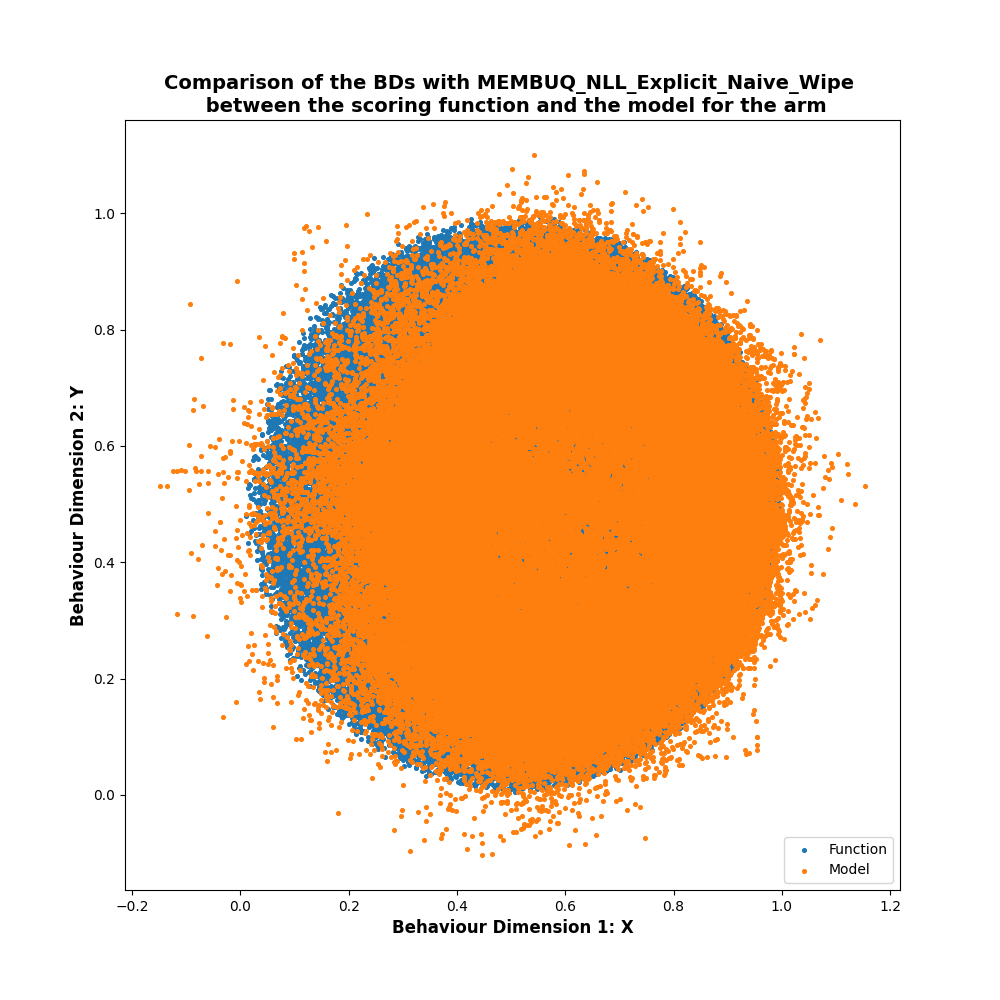 Comparison of the BDs with MEMBUQ_NLL_Explicit_Naive_Wipe
between the scoring function and the model for the arm
Behaviour Dimension 2: Y
1.0
0.8
0.6
0.4
0.2
0.0
−0.2 0.0 0.2 0.4 0.6 0.8 1.0 1.2
Behaviour Dimension 1: X
Function
Model